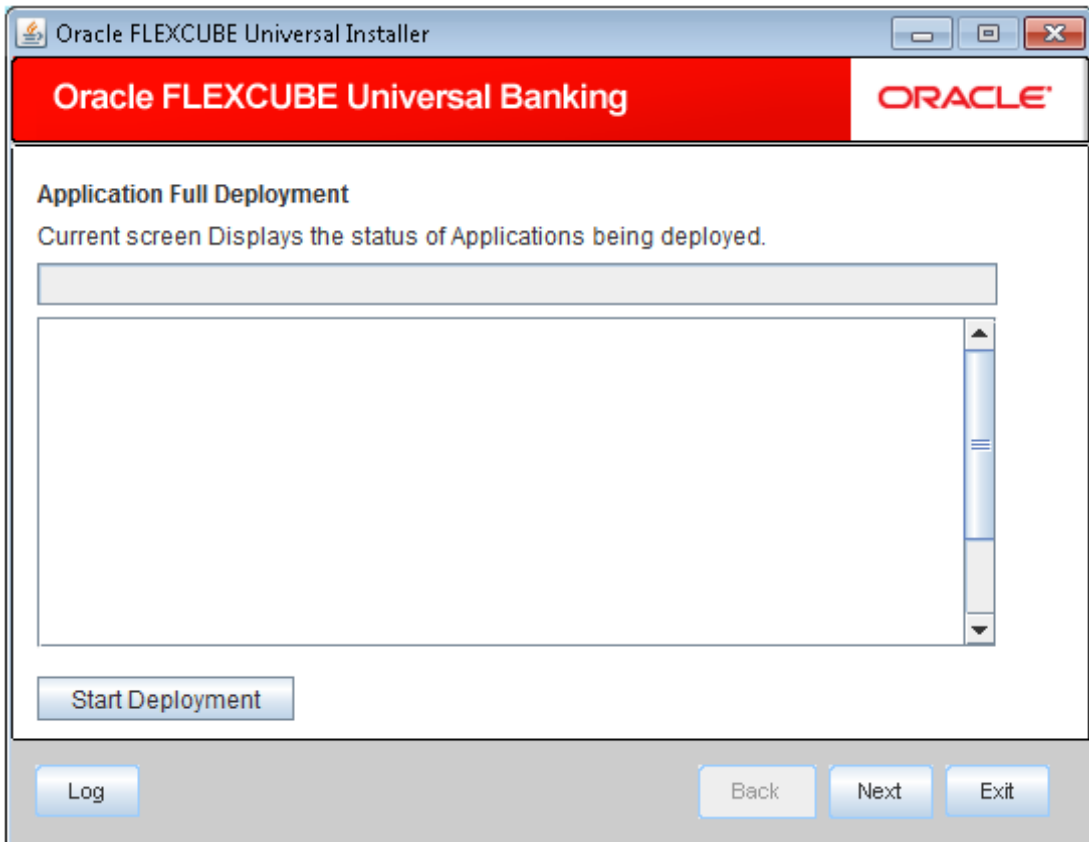 Oracle FLEXCUBE Universal Installer
Oracle FLEXCUBE Universal Banking
ORACLE
Application Full Deployment
Current screen Displays the status of Applications being deployed.
Start Deployment
Log
Back
Next
Exit